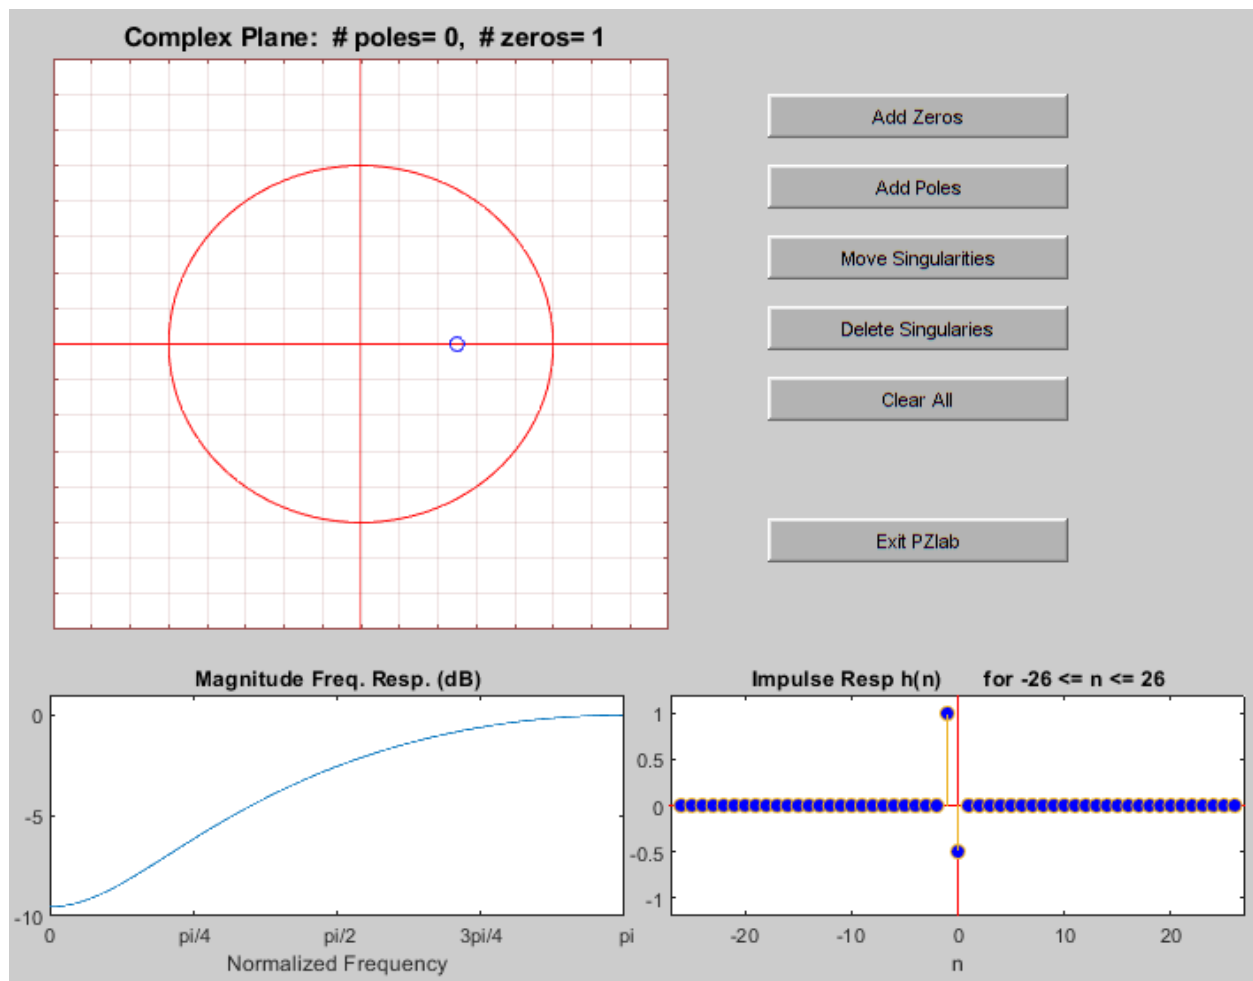 Complex Plane:  # poles= 0,  # zeros= 1
Add Zeros
Add Poles
Move Singularities
Delete Singularies
Clear All
Exit PZlab
Magnitude Freq. Resp. (dB)
0
-5
-10
0 pi/4 pi/2 3pi/4 pi
Normalized Frequency
Impulse Resp h(n)      for -26 <= n <= 26
1
0.5
0
-0.5
-1
-20 -10 0 10 20
n